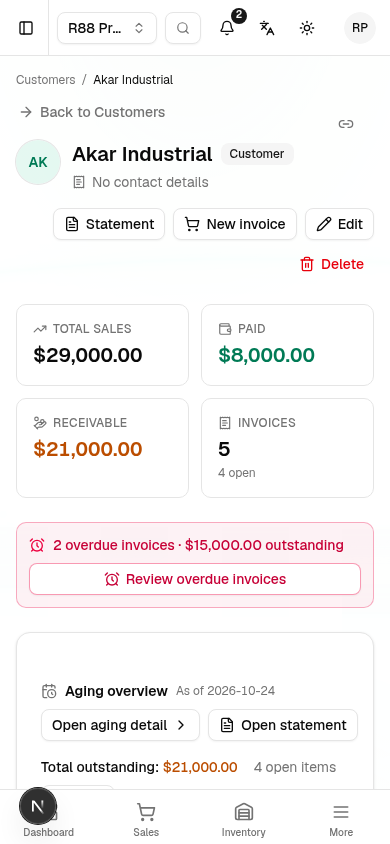 R88 Pr...
2
RP
Customers / Akar Industrial
Back to Customers
AK
Akar Industrial
Customer
No contact details
Statement
New invoice
Edit
Delete
TOTAL SALES
$29,000.00
PAID
$8,000.00
RECEIVABLE
$21,000.00
INVOICES
5
4 open
2 overdue invoices · $15,000.00 outstanding
Review overdue invoices
Aging overview As of 2026-10-24
Open aging detail
Open statement
Total outstanding: $21,000.00 4 open items
N
Dashboard
Sales
Inventory
More